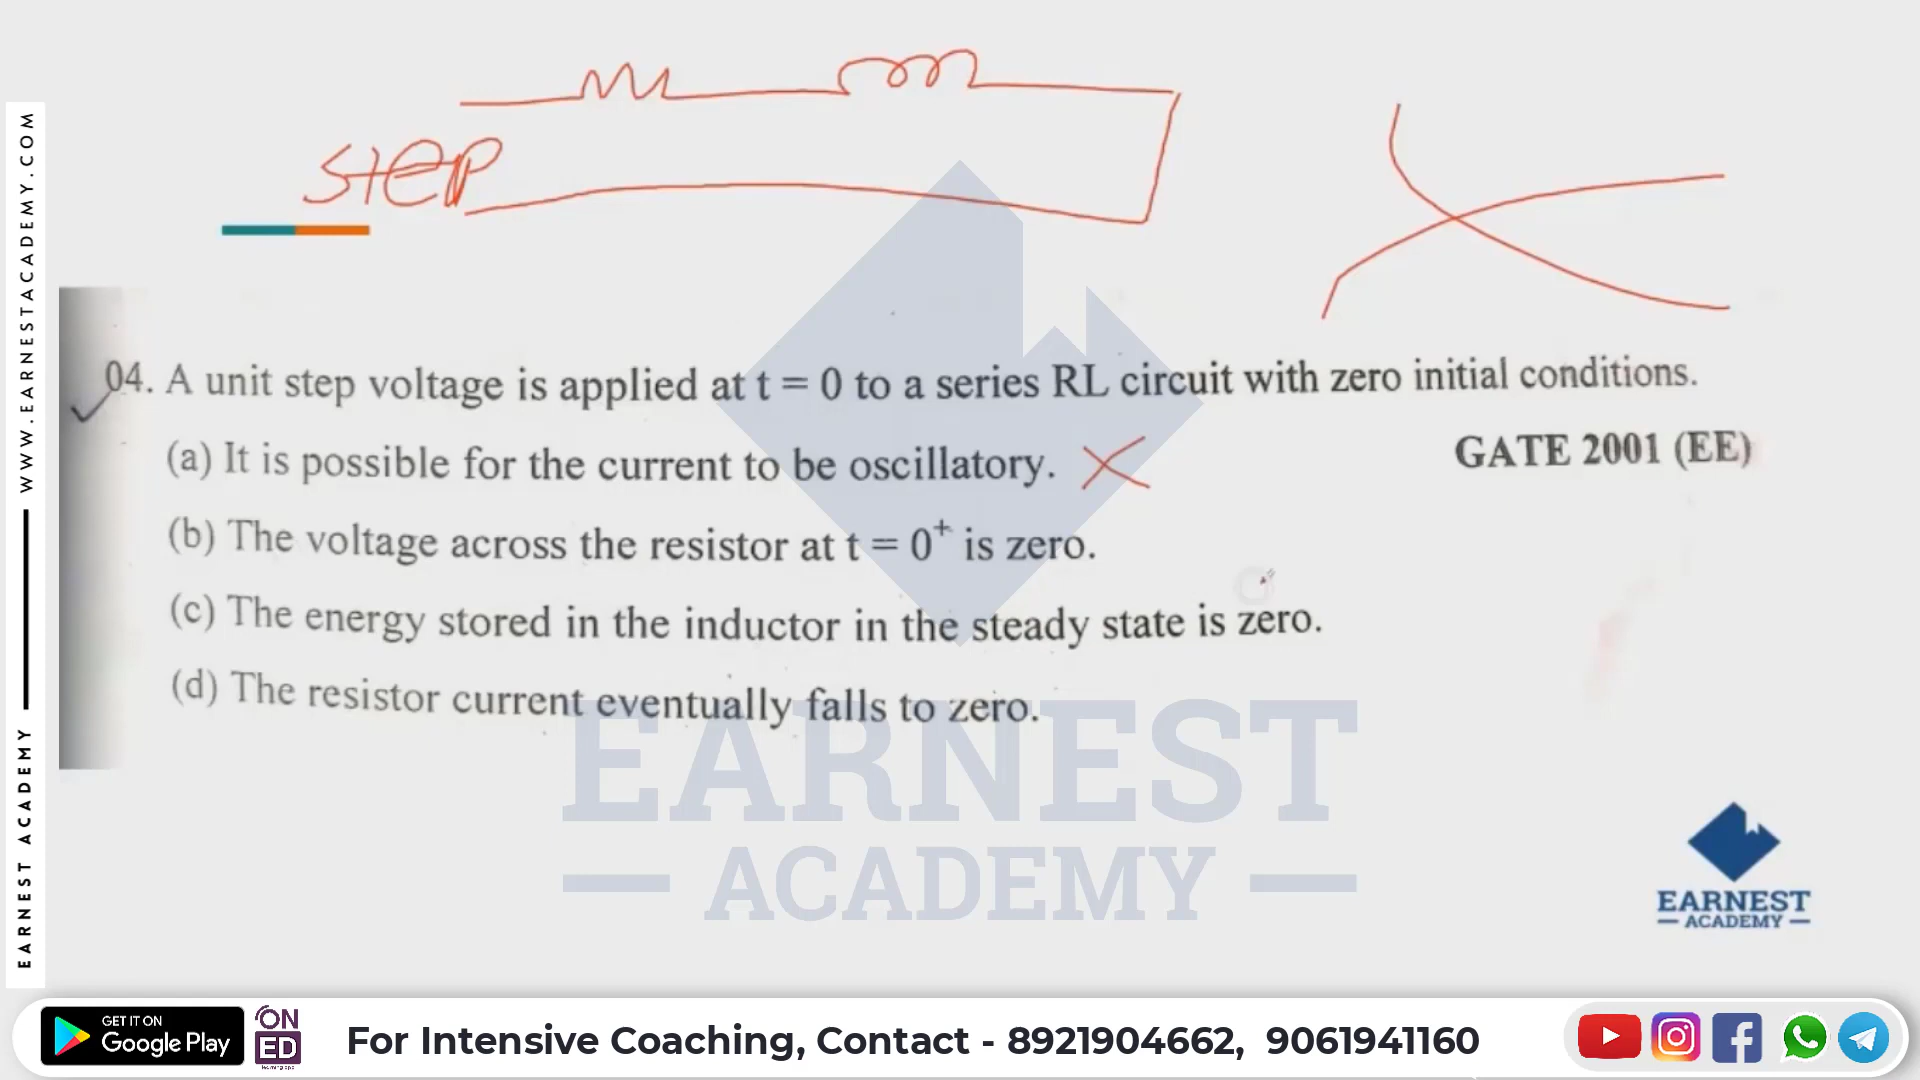 STEP
04. A unit step voltage is applied at t = 0 to a series RL circuit with zero initial conditions.
GATE 2001 (EE)
(a) It is possible for the current to be oscillatory.
(b) The voltage across the resistor at t = 0⁺ is zero.
(c) The energy stored in the inductor in the steady state is zero.
(d) The resistor current eventually falls to zero.
EARNEST
ACADEMY
EARNEST
ACADEMY
EARNEST ACADEMY
WWW.EARNESTACADEMY.COM
GET IT ON
Google Play
ON
ED
For Intensive Coaching, Contact - 8921904662, 9061941160